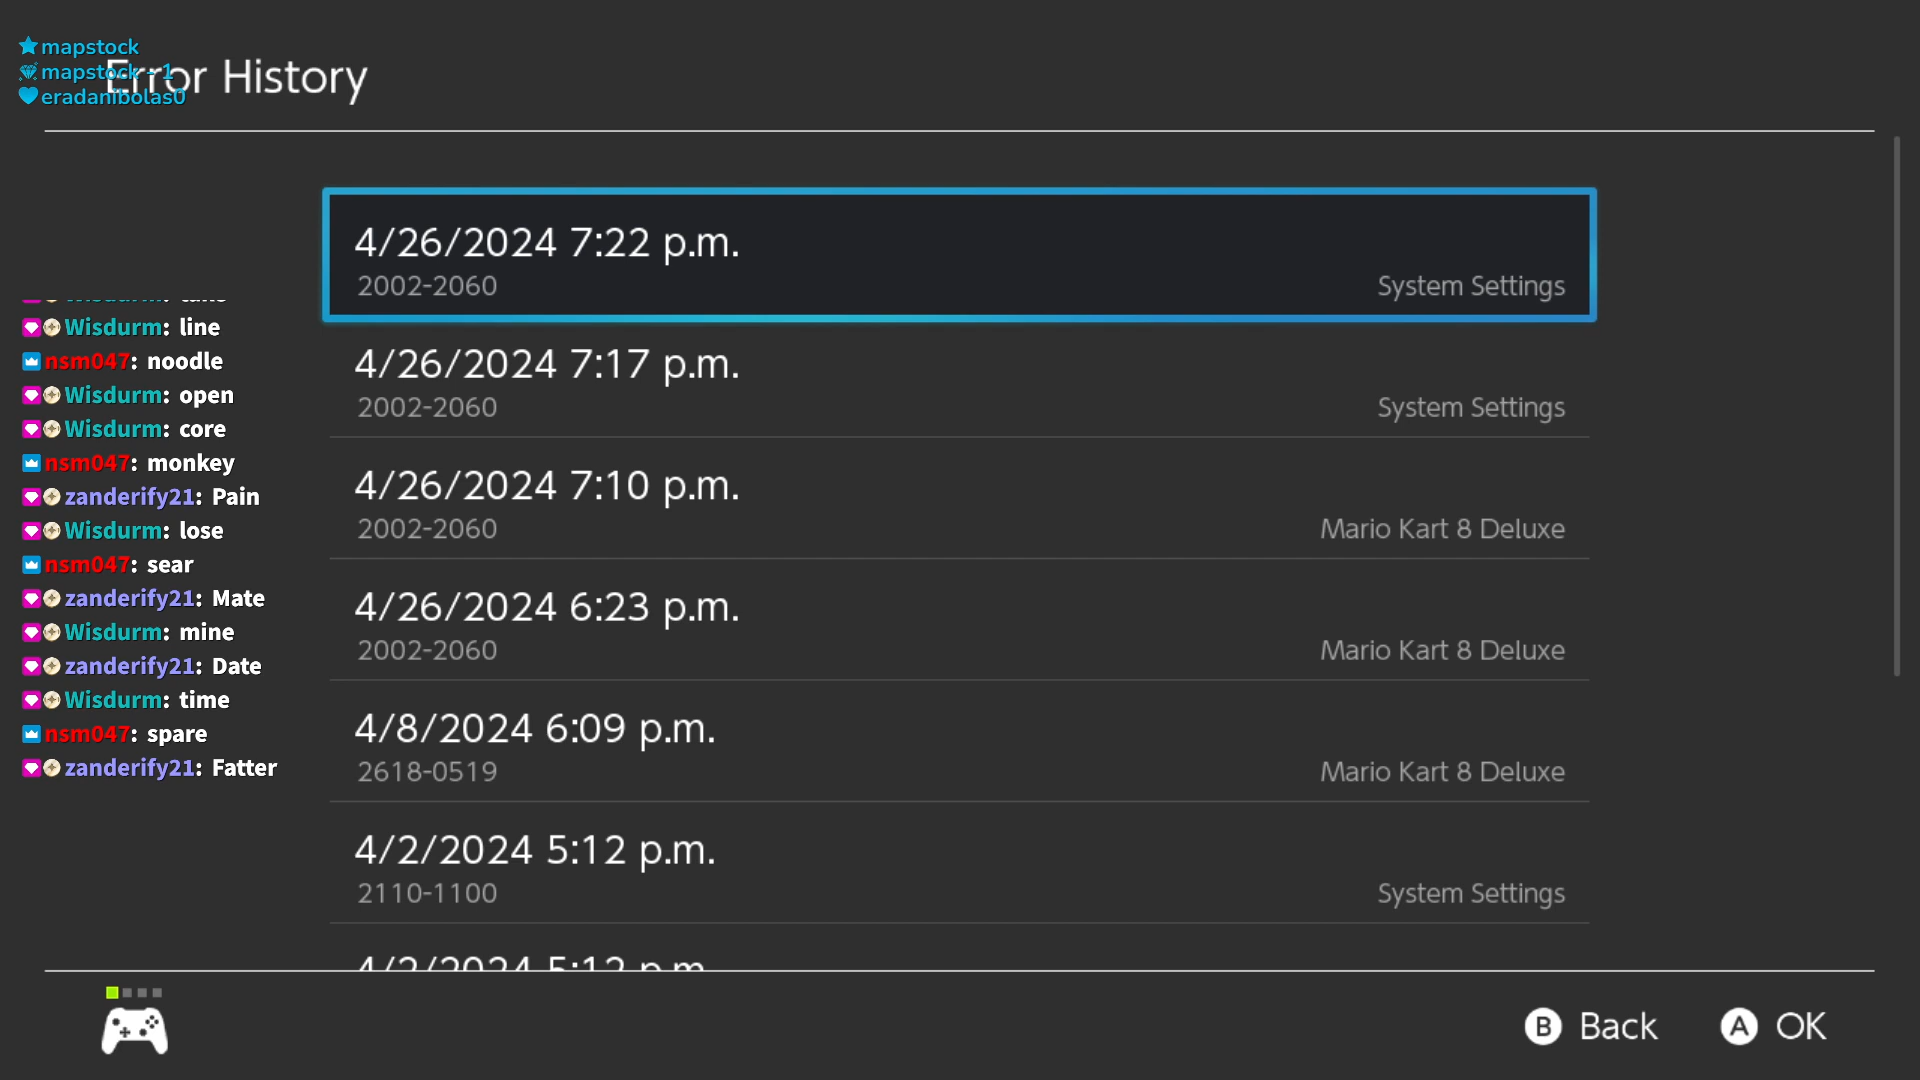 mapstock
mapstock - 1
eradanibolas0
Error History
4/26/2024 7:22 p.m.
2002-2060
System Settings
4/26/2024 7:17 p.m.
2002-2060
System Settings
4/26/2024 7:10 p.m.
2002-2060
Mario Kart 8 Deluxe
4/26/2024 6:23 p.m.
2002-2060
Mario Kart 8 Deluxe
4/8/2024 6:09 p.m.
2618-0519
Mario Kart 8 Deluxe
4/2/2024 5:12 p.m.
2110-1100
System Settings
4/2/2024 5:12 p.m.
Wisdurm: line
nsm047: noodle
Wisdurm: open
Wisdurm: core
nsm047: monkey
zanderify21: Pain
Wisdurm: lose
nsm047: sear
zanderify21: Mate
Wisdurm: mine
zanderify21: Date
Wisdurm: time
nsm047: spare
zanderify21: Fatter
B Back
A OK